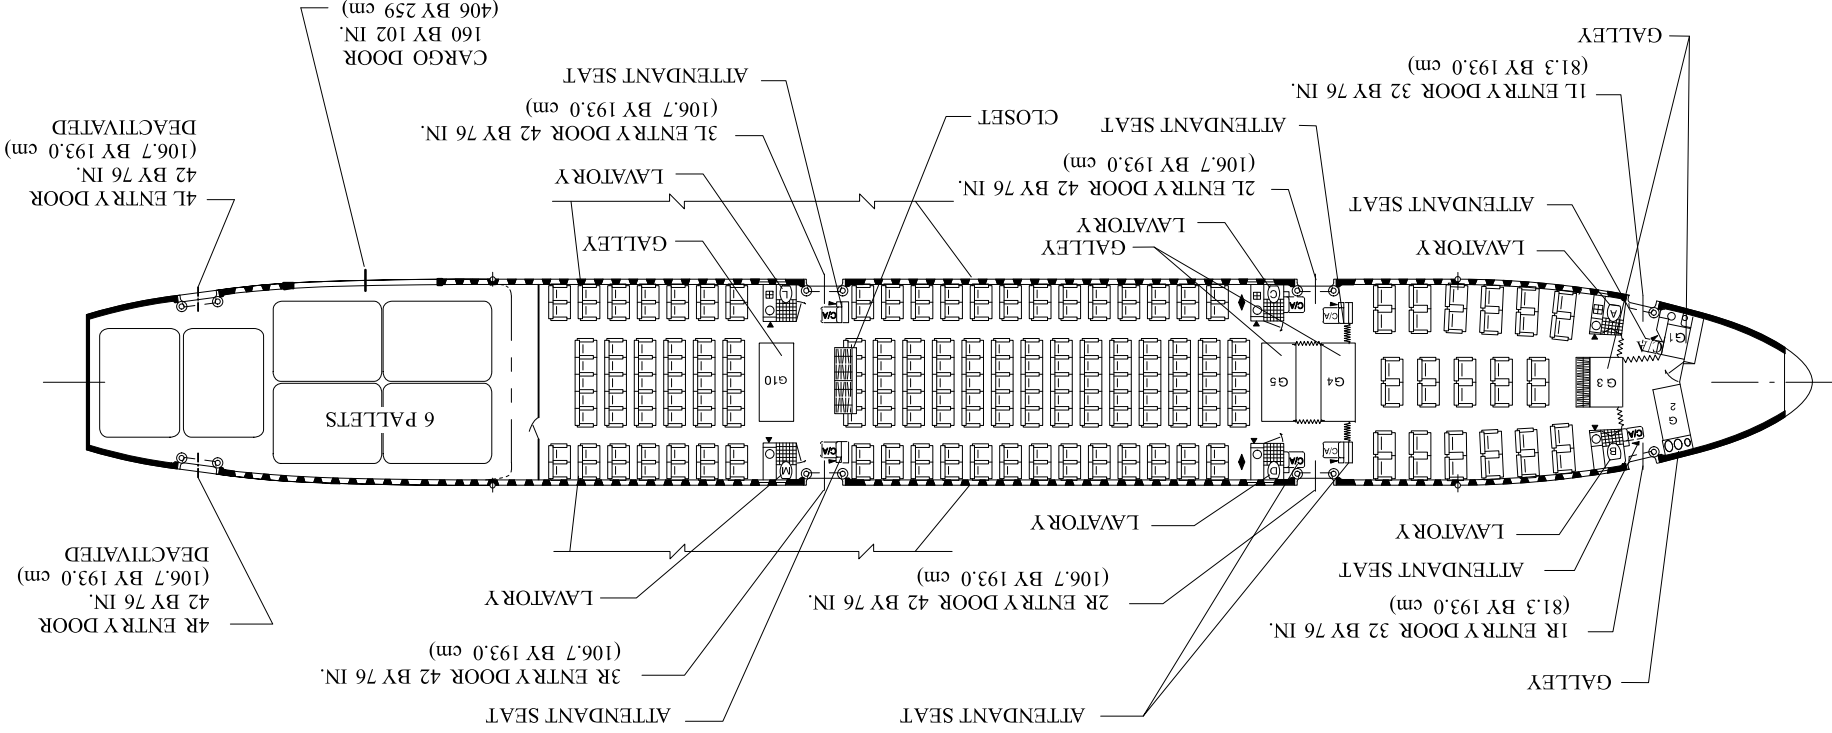 ATTENDANT SEAT
ATTENDANT SEAT
GALLEY
3R ENTRY DOOR 42 BY 76 IN.
(106.7 BY 193.0 cm)
1R ENTRY DOOR 32 BY 76 IN.
(81.3 BY 193.0 cm)
4R ENTRY DOOR
42 BY 76 IN.
(106.7 BY 193.0 cm)
DEACTIVATED
2R ENTRY DOOR 42 BY 76 IN.
(106.7 BY 193.0 cm)
LAVATORY
ATTENDANT SEAT
LAVATORY
LAVATORY
B
D
M
C/A
C/A
C/A
C/A
G 2
G 3
G4
G5
G10
6 PALLETS
G1
C/A
C/A
C/A
C/A
A
LAVATORY
GALLEY
LAVATORY
GALLEY
ATTENDANT SEAT
2L ENTRY DOOR 42 BY 76 IN.
(106.7 BY 193.0 cm)
LAVATORY
4L ENTRY DOOR
42 BY 76 IN.
(106.7 BY 193.0 cm)
DEACTIVATED
ATTENDANT SEAT
CLOSET
3L ENTRY DOOR 42 BY 76 IN.
(106.7 BY 193.0 cm)
1L ENTRY DOOR 32 BY 76 IN.
(81.3 BY 193.0 cm)
ATTENDANT SEAT
CARGO DOOR
160 BY 102 IN.
(406 BY 259 cm)
GALLEY